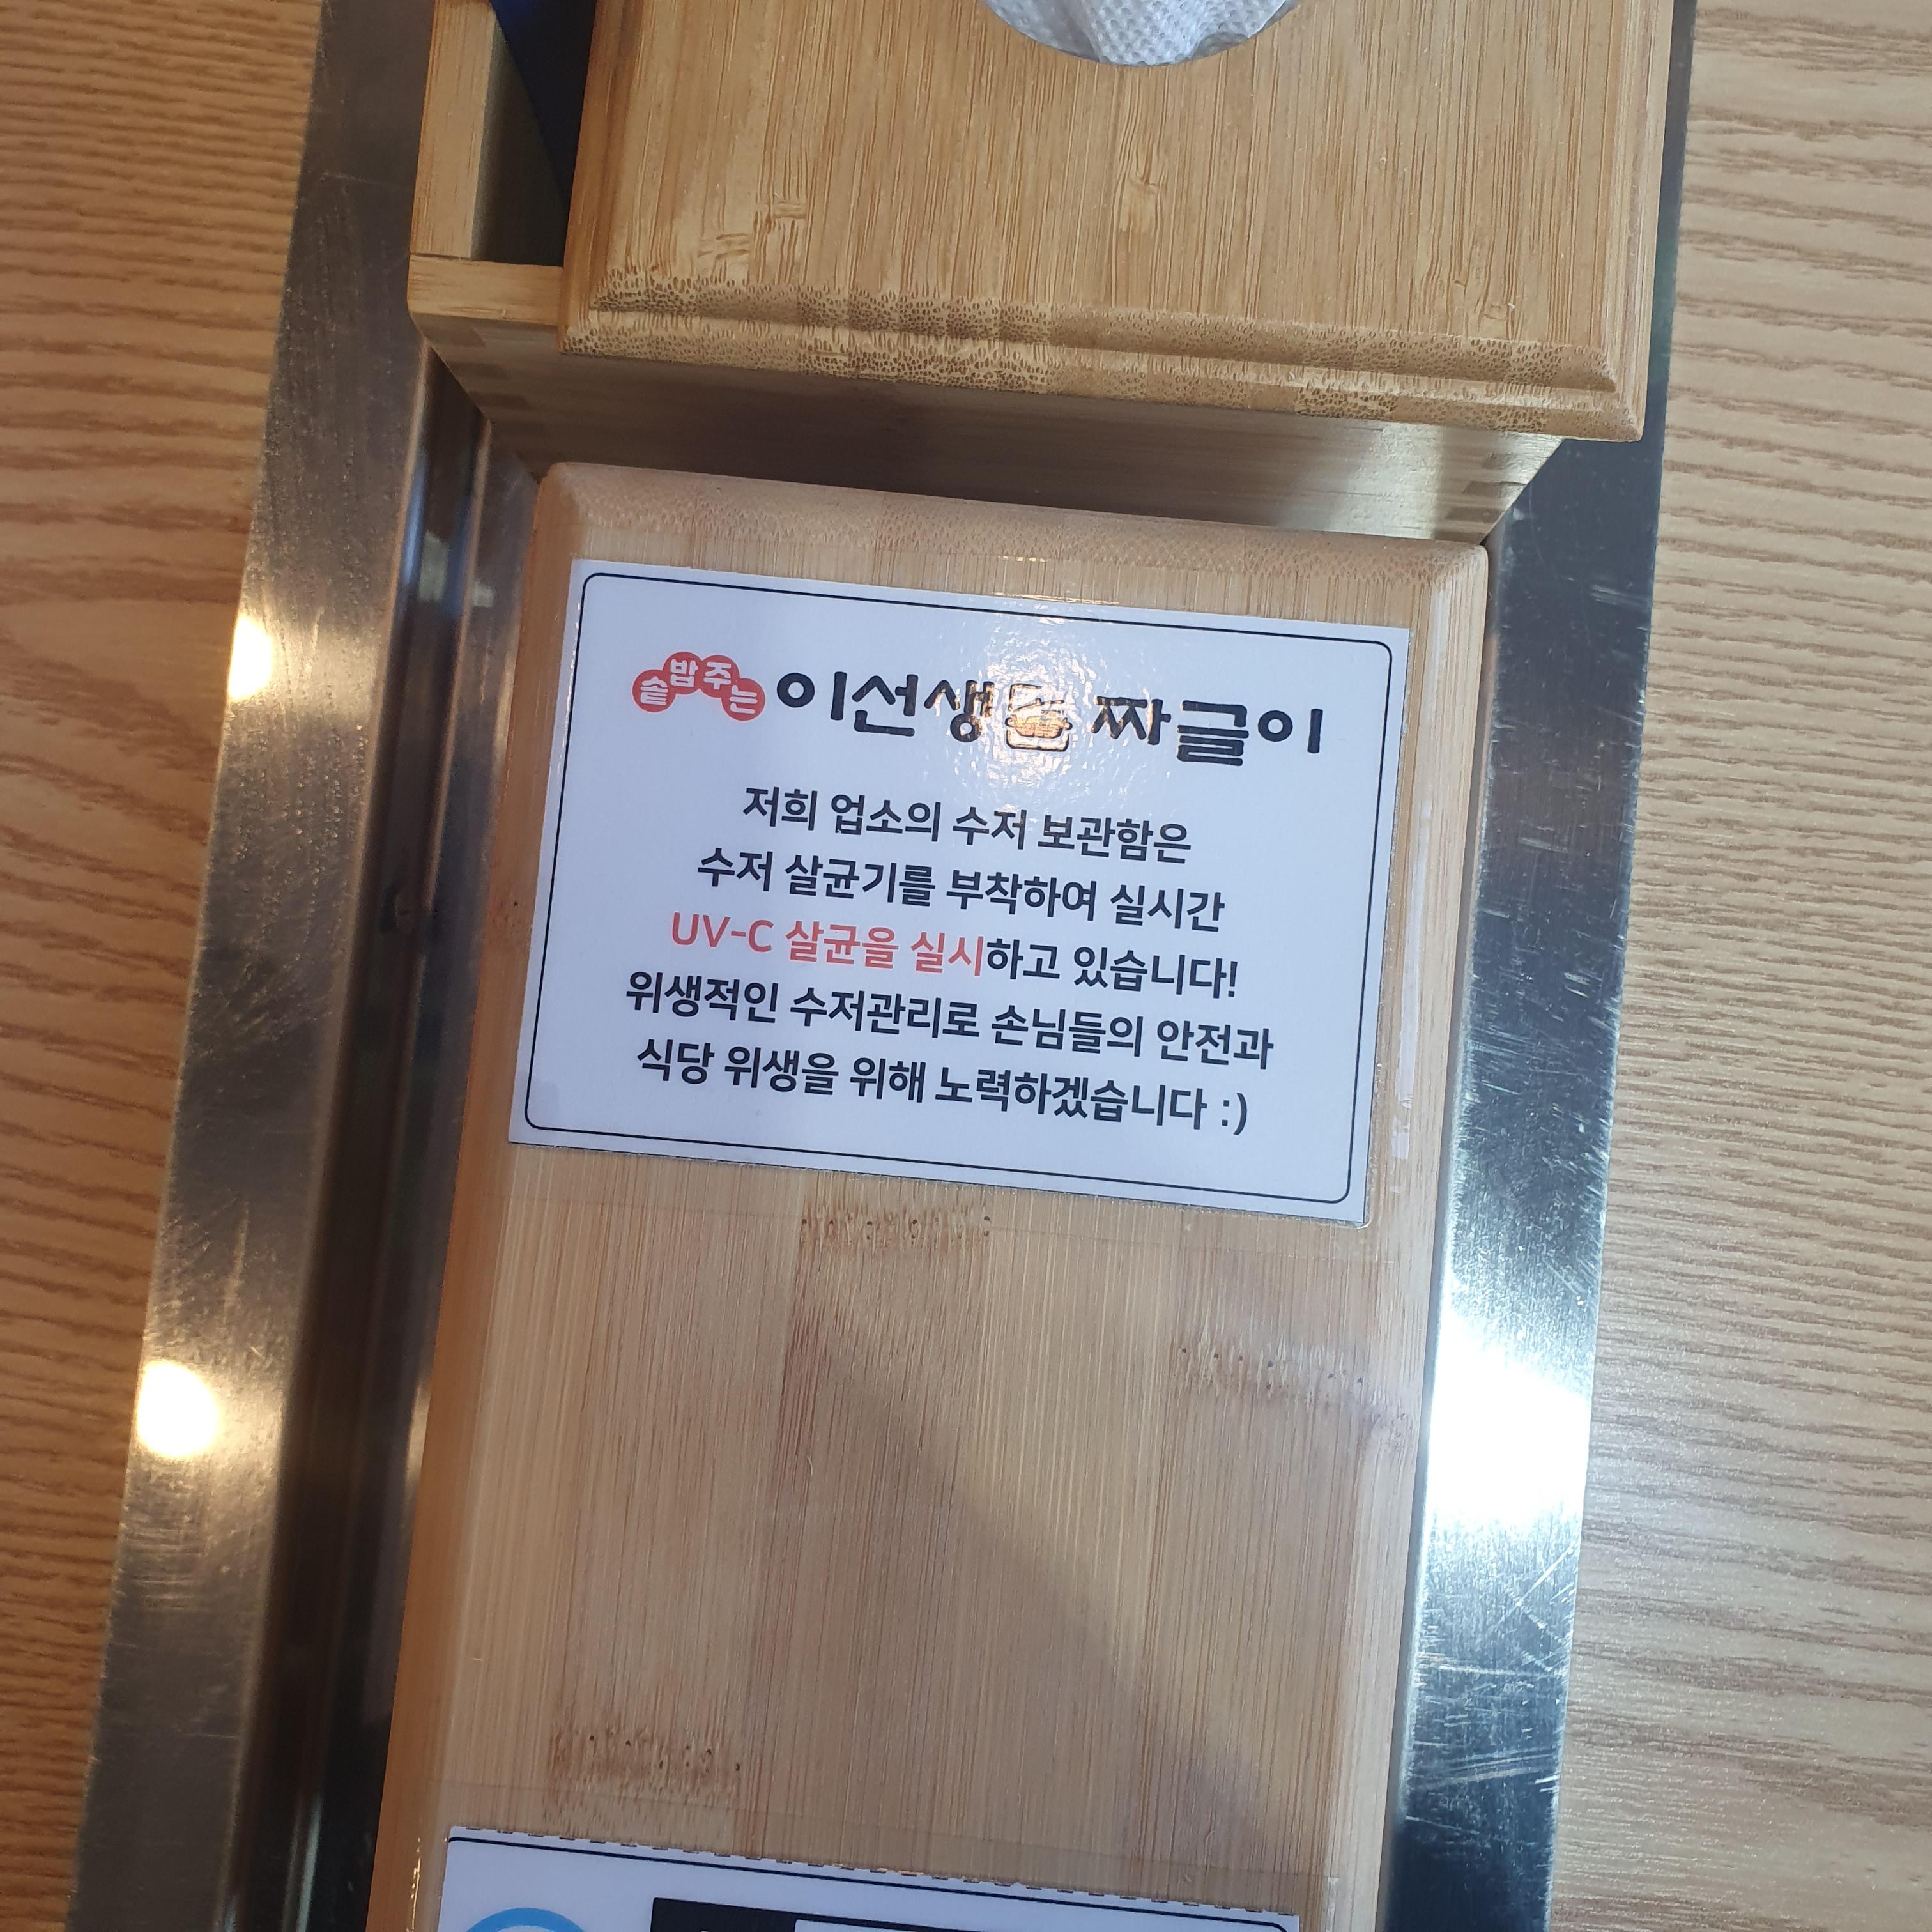 솥밥주는 이선생 짜글이
저희 업소의 수저 보관함은
수저 살균기를 부착하여 실시간
UV-C 살균을 실시하고 있습니다!
위생적인 수저관리로 손님들의 안전과
식당 위생을 위해 노력하겠습니다 :)